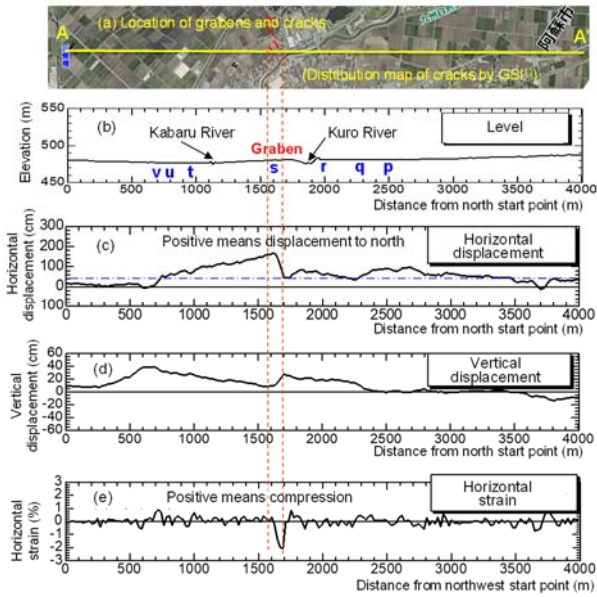 A
(a) Location of grabens and cracks
阿蘇市
A'
(Distribution map of cracks by GSI
550
(b)
Level
Kabaru River
Kuro River
500
Graben
v u t s r q p
450
Elevation (m)
0 500 1000 1500 2000 2500 3000 3500 4000
Distance from north start point (m)
300
(c) Positive means displacement to north
Horizontal displacement
200
100
0
100
Horizontal displacement (cm)
0 500 1000 1500 2000 2500 3000 3500 4000
Distance from north start point (m)
60
(d)
Vertical displacement
40
20
0
-20
-40
-60
Vertical displacement (cm)
0 500 1000 1500 2000 2500 3000 3500 4000
Distance from north start point (m)
3
(e) Positive means compression
Horizontal strain
2
1
0
-1
-2
-3
Horizontal strain (%)
0 500 1000 1500 2000 2500 3000 3500 4000
Distance from northwest start point (m)